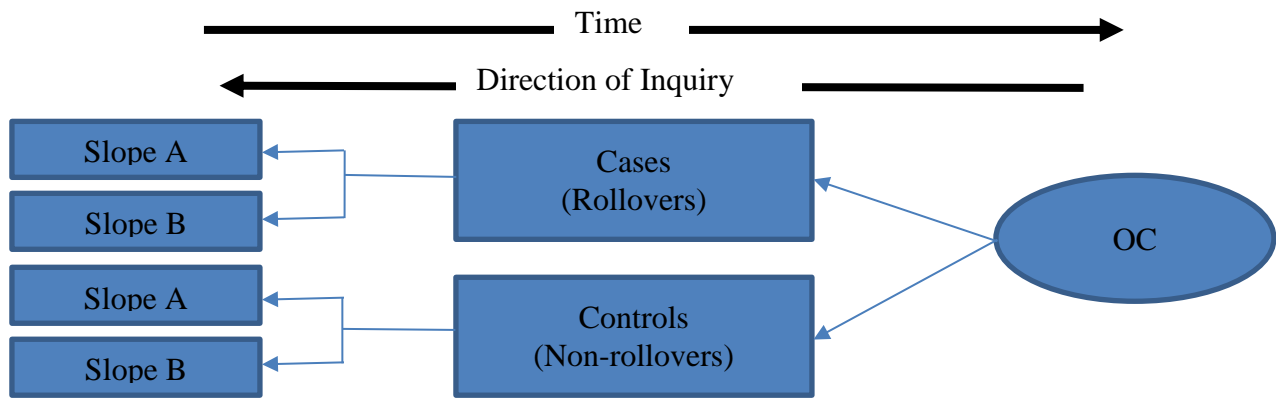 Time
Direction of Inquiry
Slope A
Slope B
Slope A
Slope B
Cases
(Rollovers)
Controls
(Non-rollovers)
OC